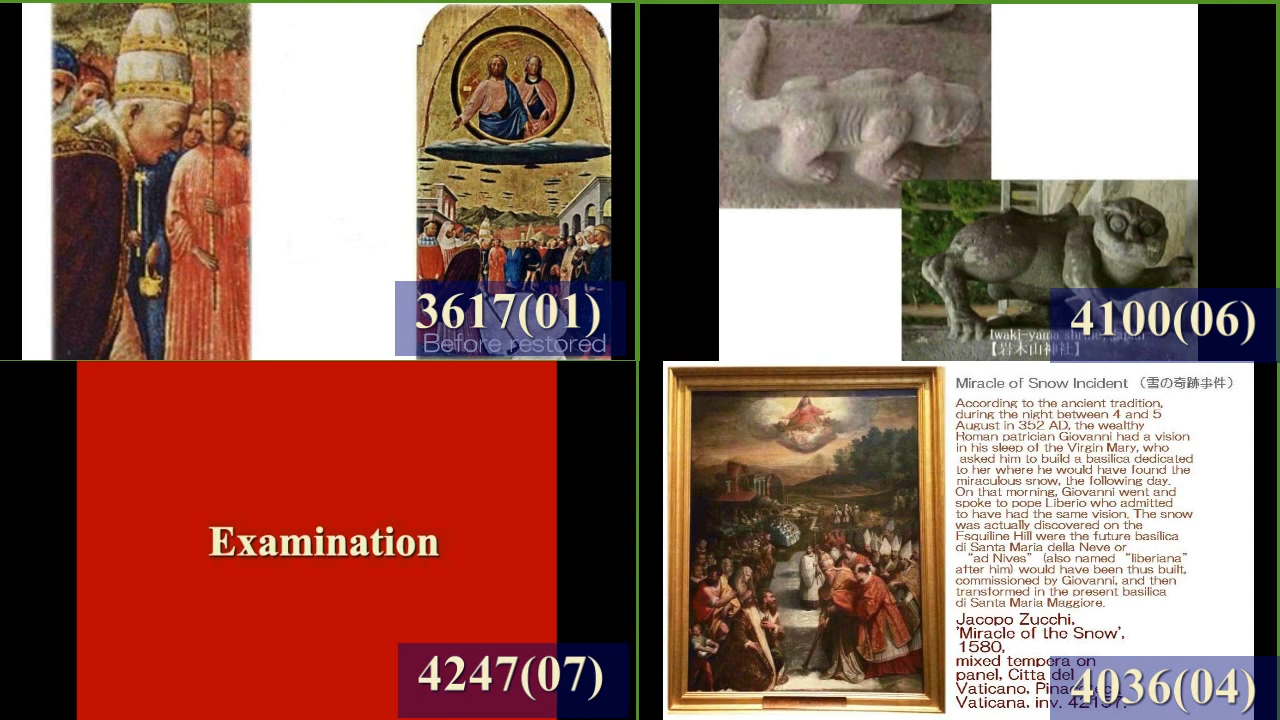 3617(01)
Before restored
4100(06)
Iwaki-yama shrine, Japan
【岩木山神社】
Examination
4247(07)
Miracle of Snow Incident （雪の奇跡事件）
According to the ancient tradition,
during the night between 4 and 5
August in 352 AD, the wealthy
Roman patrician Giovanni had a vision
in his sleep of the Virgin Mary, who
asked him to build a basilica dedicated
to her where he would have found the
miraculous snow, the following day.
On that morning, Giovanni went and
spoke to pope Liberio who admitted
to have had the same vision. The snow
was actually discovered on the
Esquiline Hill were the future basilica
di Santa Maria della Neve or
“ad Nives” (also named “liberiana”
after him) would have been thus built,
commissioned by Giovanni, and then
transformed in the present basilica
di Santa Maria Maggiore.
Jacopo Zucchi,
'Miracle of the Snow',
1580,
mixed tempera on
panel, Citta del
Vaticano, Pinac
Vaticana, inv. 42197.
4036(04)